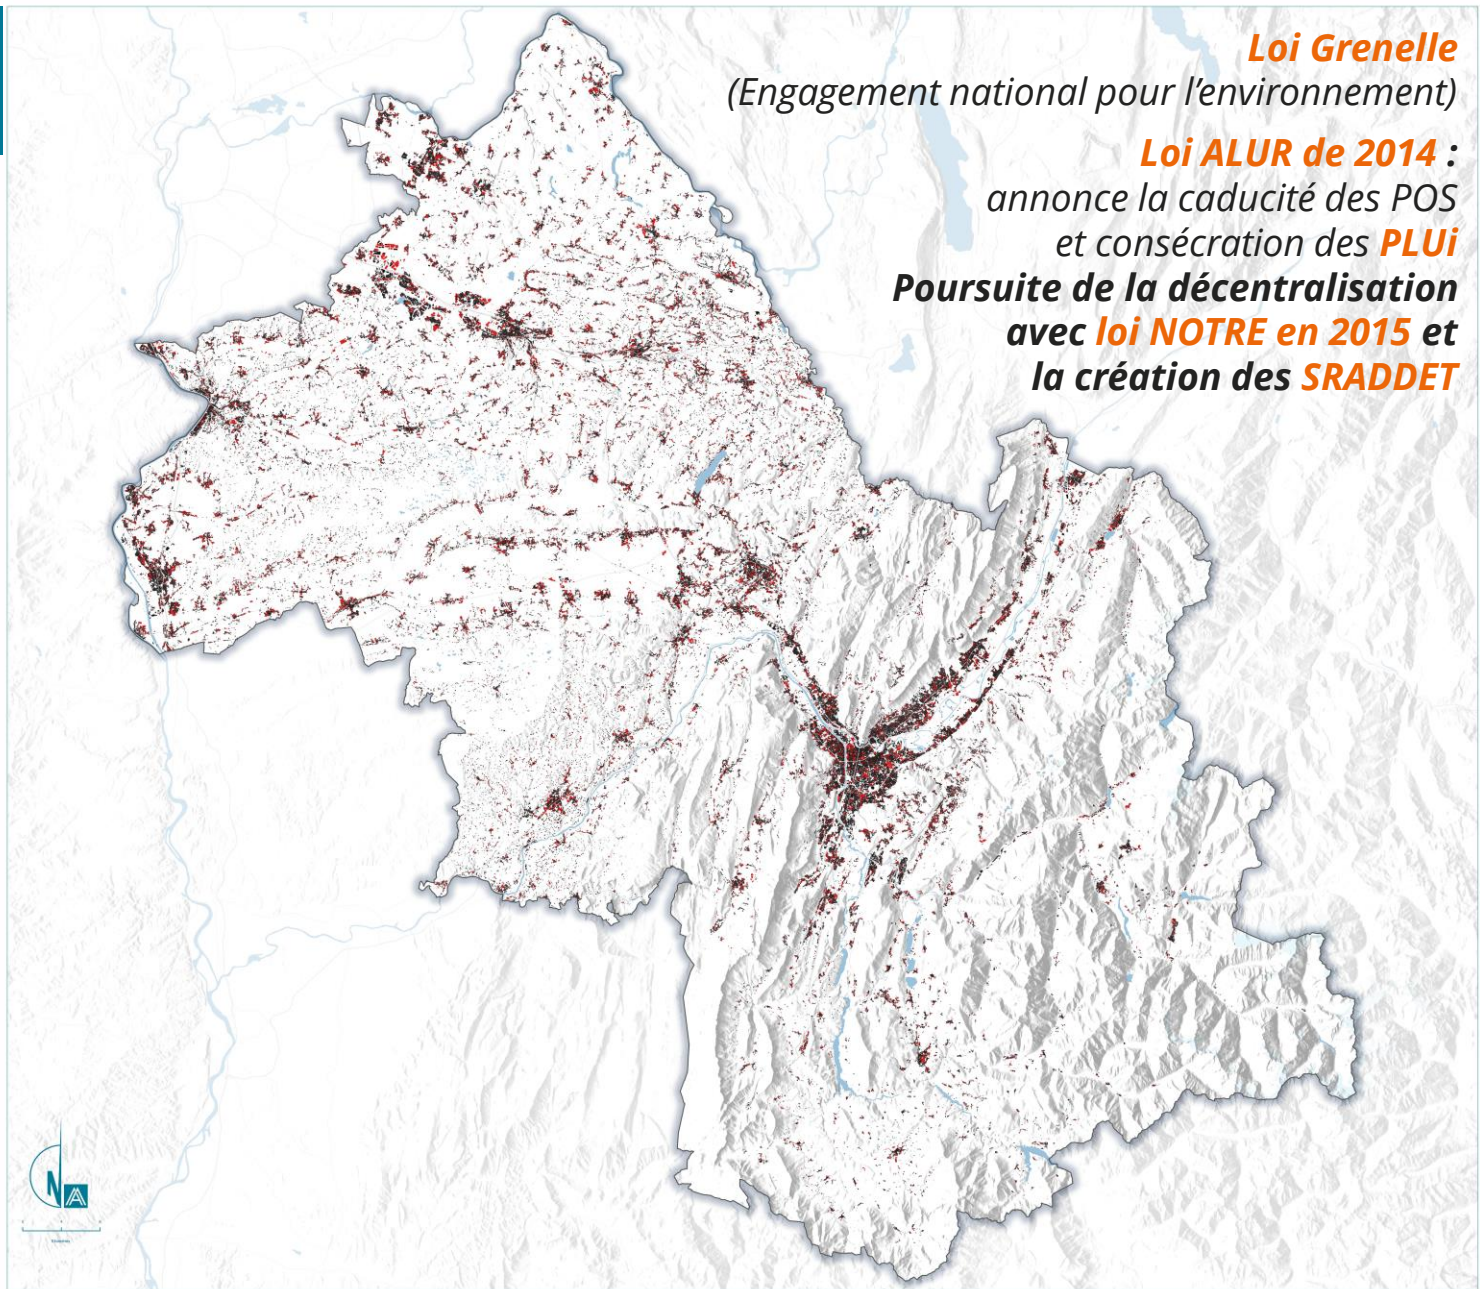 Loi Grenelle
(Engagement national pour l’environnement)
Loi ALUR de 2014 :
annonce la caducité des POS
et consécration des PLUi
Poursuite de la décentralisation
avec loi NOTRE en 2015 et
la création des SRADDET
N